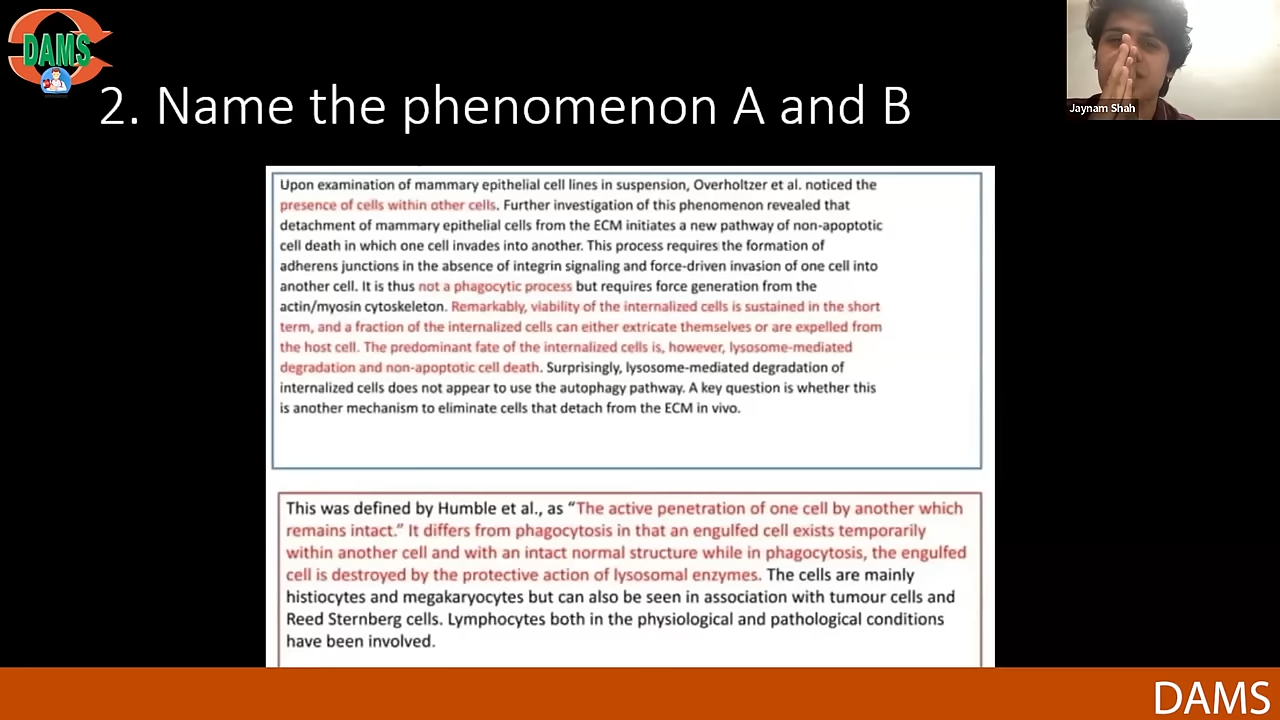 DAMS
Jaynam Shah
2. Name the phenomenon A and B
Upon examination of mammary epithelial cell lines in suspension, Overholtzer et al. noticed the
presence of cells within other cells. Further investigation of this phenomenon revealed that
detachment of mammary epithelial cells from the ECM initiates a new pathway of non-apoptotic
cell death in which one cell invades into another. This process requires the formation of
adherens junctions in the absence of integrin signaling and force-driven invasion of one cell into
another cell. It is thus not a phagocytic process but requires force generation from the
actin/myosin cytoskeleton. Remarkably, viability of the internalized cells is sustained in the short
term, and a fraction of the internalized cells can either extricate themselves or are expelled from
the host cell. The predominant fate of the internalized cells is, however, lysosome-mediated
degradation and non-apoptotic cell death. Surprisingly, lysosome-mediated degradation of
internalized cells does not appear to use the autophagy pathway. A key question is whether this
is another mechanism to eliminate cells that detach from the ECM in vivo.
This was defined by Humble et al., as “The active penetration of one cell by another which
remains intact.” It differs from phagocytosis in that an engulfed cell exists temporarily
within another cell and with an intact normal structure while in phagocytosis, the engulfed
cell is destroyed by the protective action of lysosomal enzymes. The cells are mainly
histiocytes and megakaryocytes but can also be seen in association with tumour cells and
Reed Sternberg cells. Lymphocytes both in the physiological and pathological conditions
have been involved.
DAMS